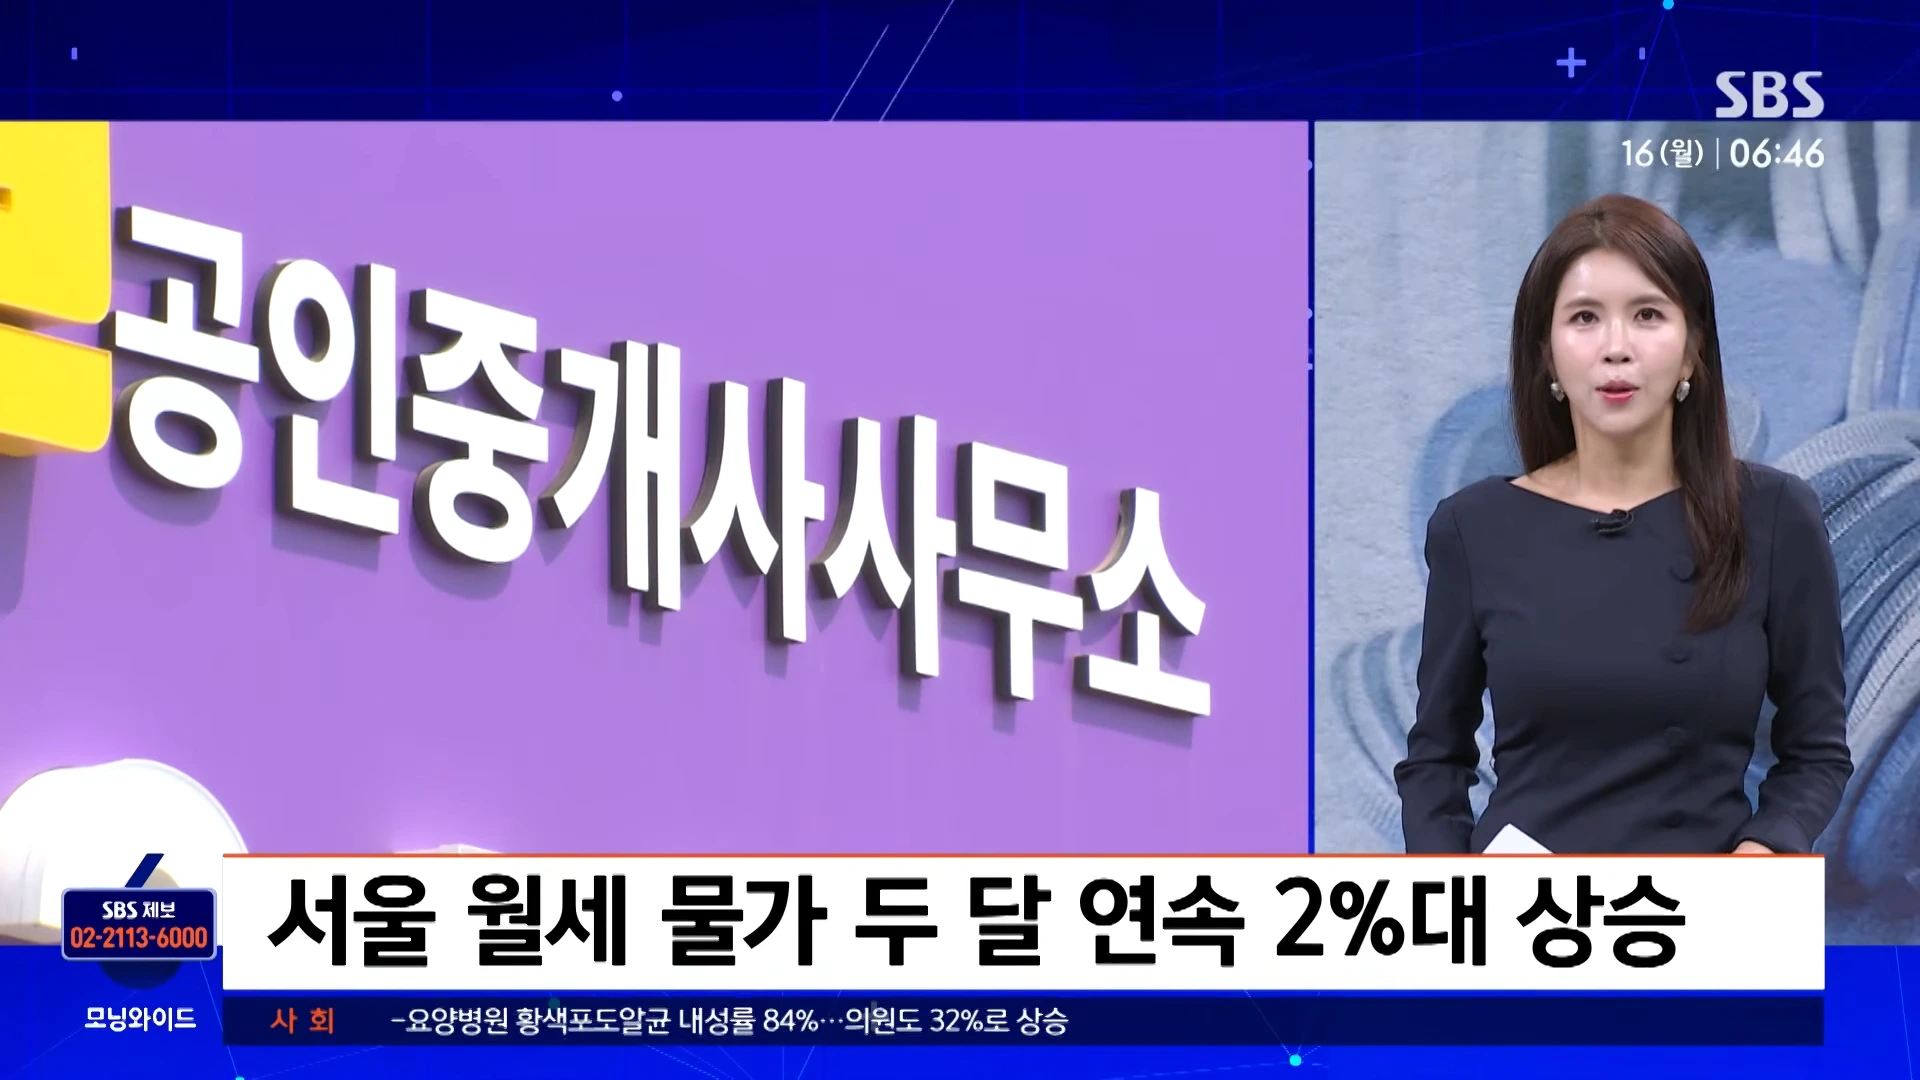 SBS
16(월) | 06:46
공인중개사사무소
서울 월세 물가 두 달 연속 2%대 상승
SBS 제보
02-2113-6000
모닝와이드
사회 -요양병원 황색포도알균 내성률 84%…의원도 32%로 상승